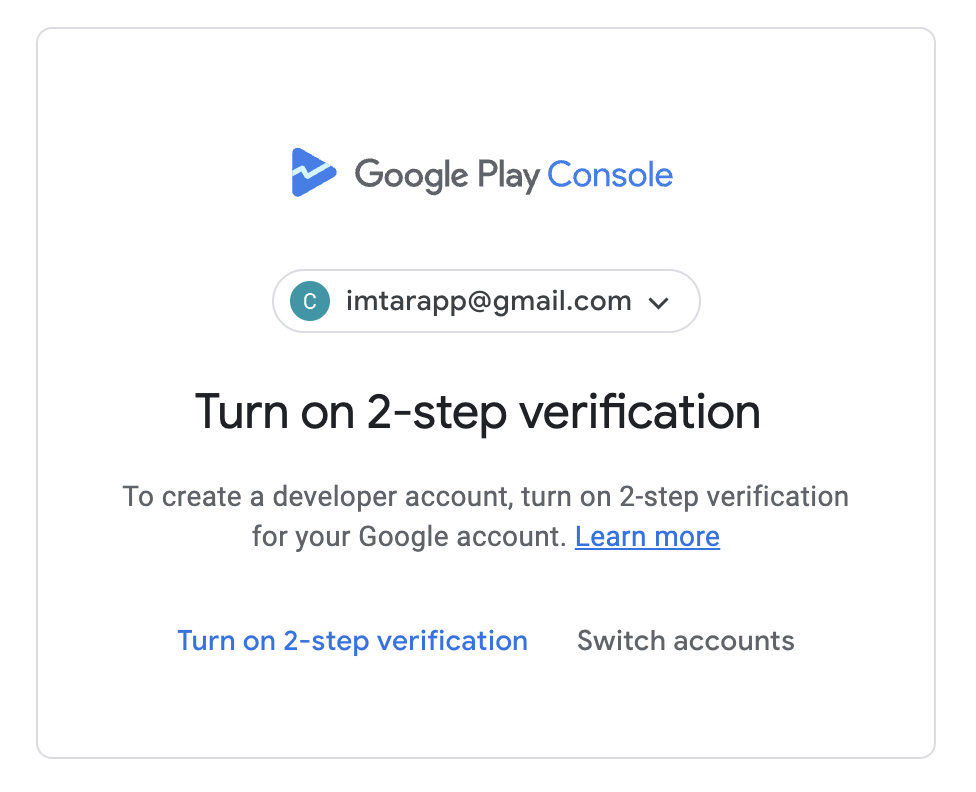 Google Play Console
C imtarapp@gmail.com
Turn on 2-step verification
To create a developer account, turn on 2-step verification
for your Google account. Learn more
Turn on 2-step verification Switch accounts